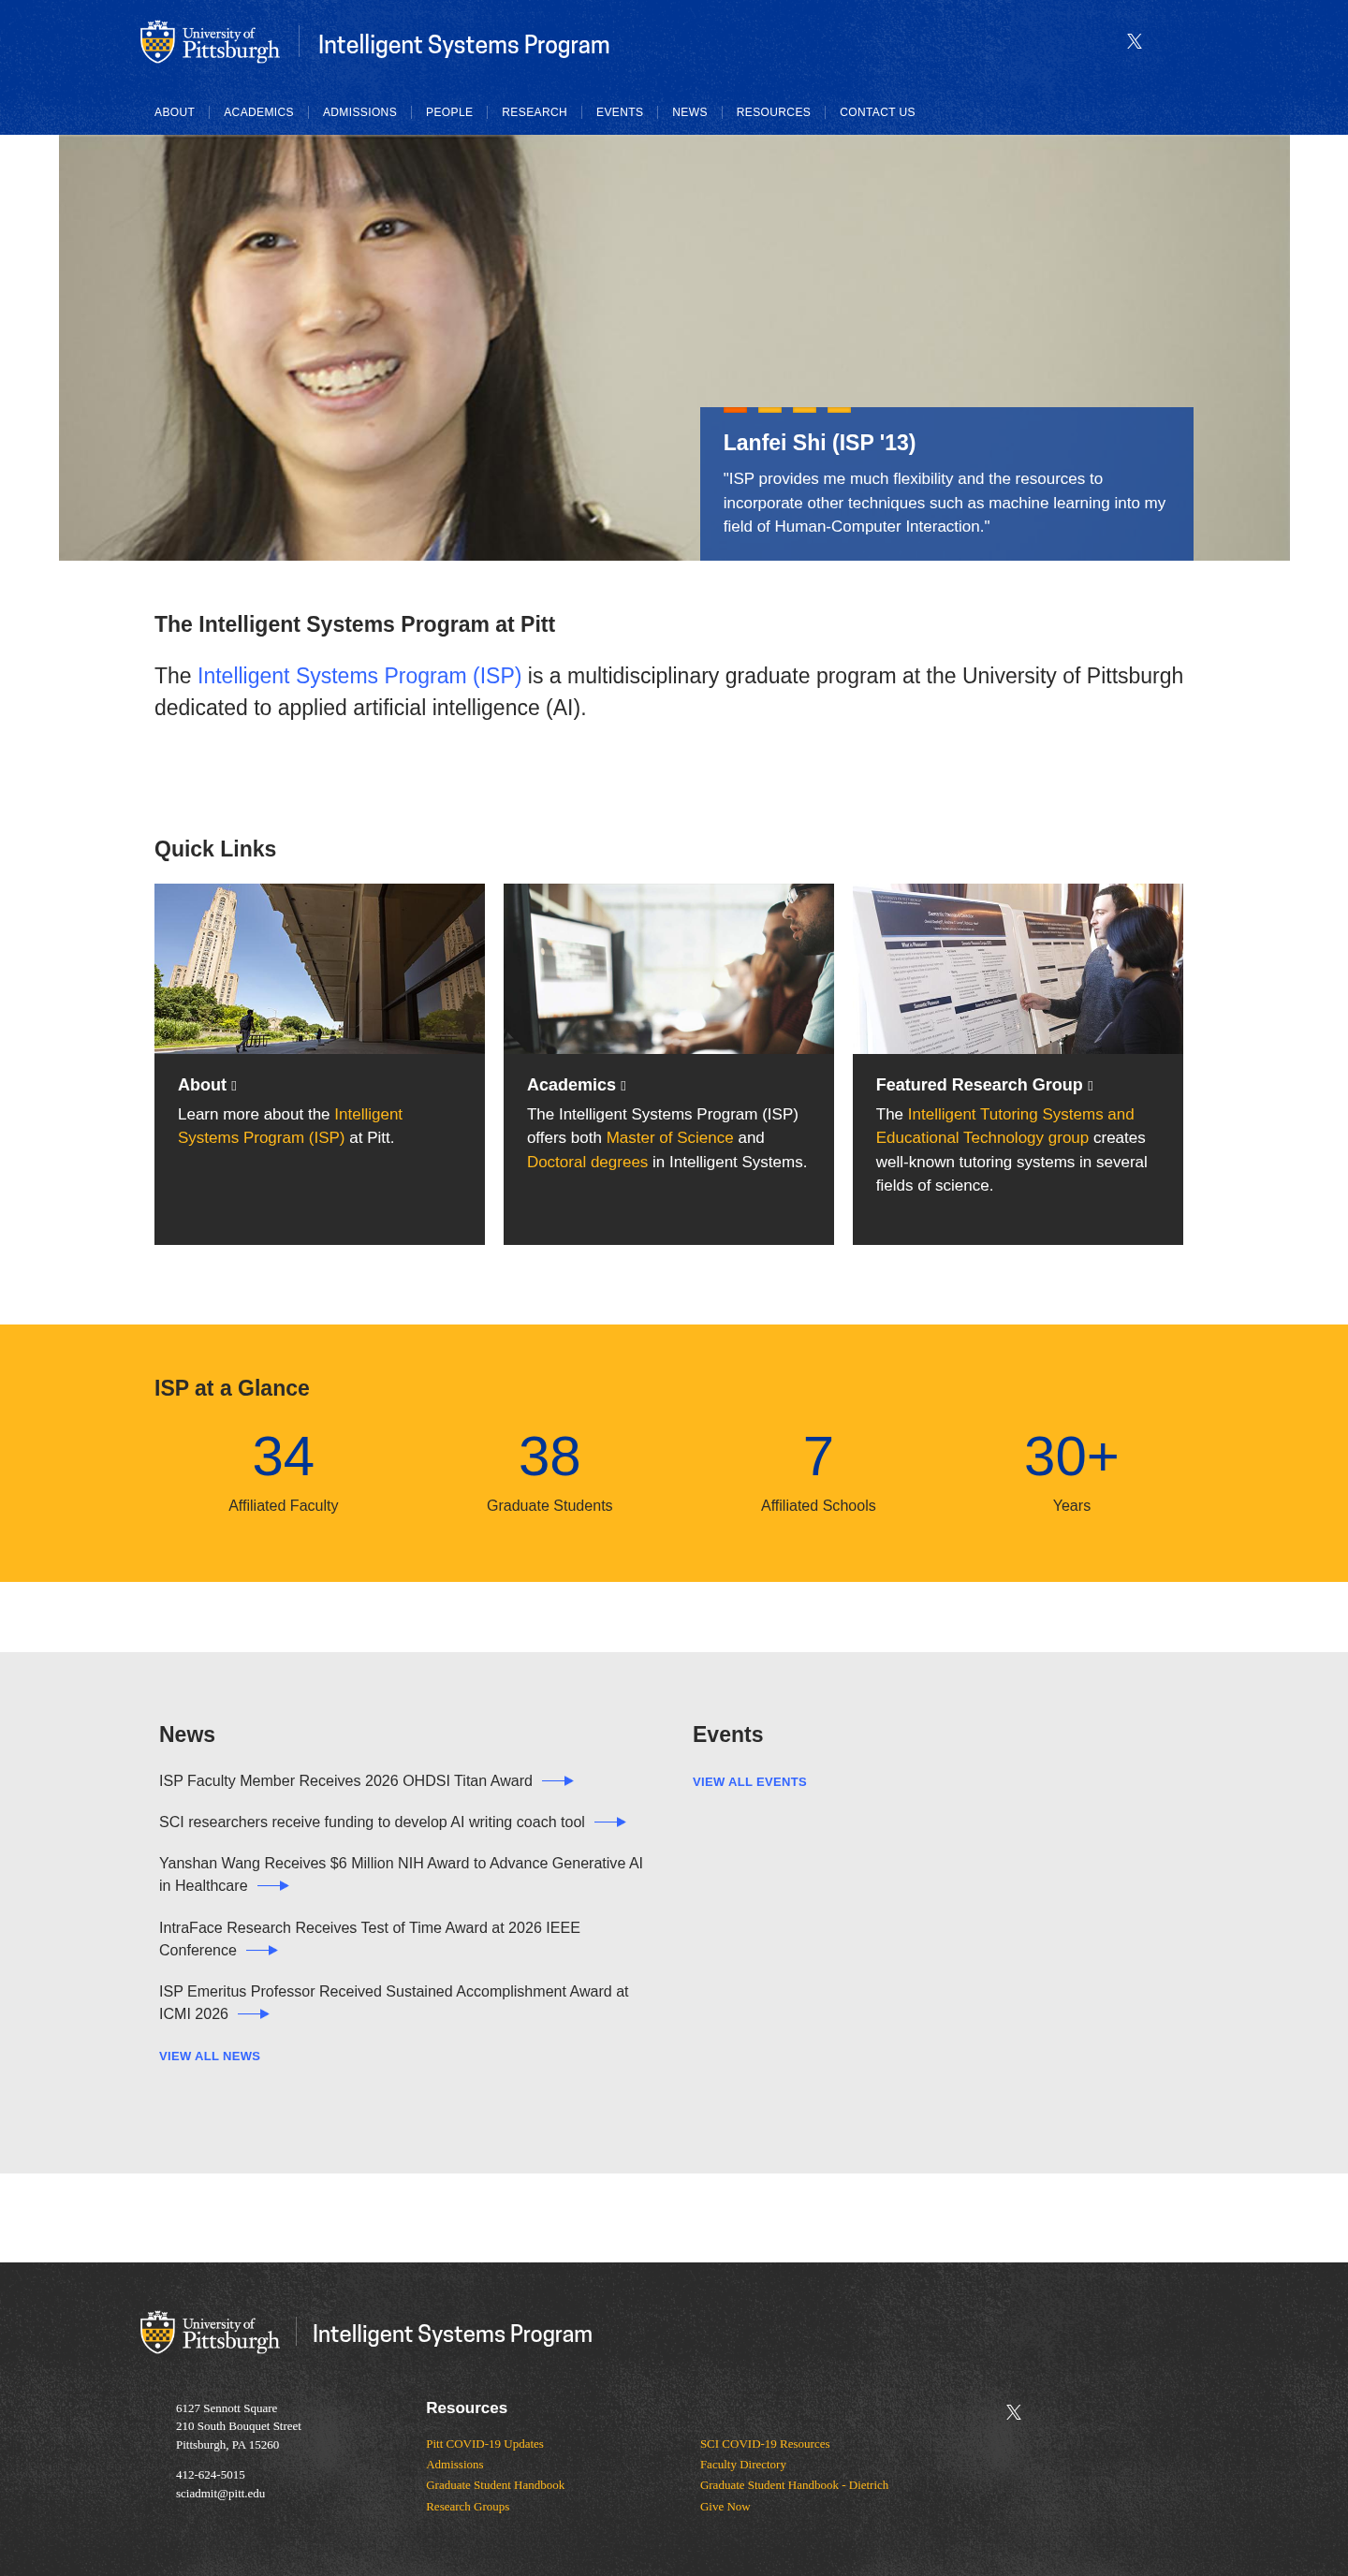 University of
Pittsburgh
Intelligent Systems Program
ABOUT
ACADEMICS
ADMISSIONS
PEOPLE
RESEARCH
EVENTS
NEWS
RESOURCES
CONTACT US
Lanfei Shi (ISP '13)
"ISP provides me much flexibility and the resources to
incorporate other techniques such as machine learning into my
field of Human-Computer Interaction."
The Intelligent Systems Program at Pitt
The Intelligent Systems Program (ISP) is a multidisciplinary graduate program at the University of Pittsburgh
dedicated to applied artificial intelligence (AI).
Quick Links
About
Learn more about the Intelligent
Systems Program (ISP) at Pitt.
Academics
The Intelligent Systems Program (ISP)
offers both Master of Science and
Doctoral degrees in Intelligent Systems.
Featured Research Group
The Intelligent Tutoring Systems and
Educational Technology group creates
well-known tutoring systems in several
fields of science.
ISP at a Glance
34
Affiliated Faculty
38
Graduate Students
7
Affiliated Schools
30+
Years
News
ISP Faculty Member Receives 2026 OHDSI Titan Award
SCI researchers receive funding to develop AI writing coach tool
Yanshan Wang Receives $6 Million NIH Award to Advance Generative AI
in Healthcare
IntraFace Research Receives Test of Time Award at 2026 IEEE
Conference
ISP Emeritus Professor Received Sustained Accomplishment Award at
ICMI 2026
VIEW ALL NEWS
Events
VIEW ALL EVENTS
University of
Pittsburgh
Intelligent Systems Program
6127 Sennott Square
210 South Bouquet Street
Pittsburgh, PA 15260
412-624-5015
sciadmit@pitt.edu
Resources
Pitt COVID-19 Updates
Admissions
Graduate Student Handbook
Research Groups
SCI COVID-19 Resources
Faculty Directory
Graduate Student Handbook - Dietrich
Give Now